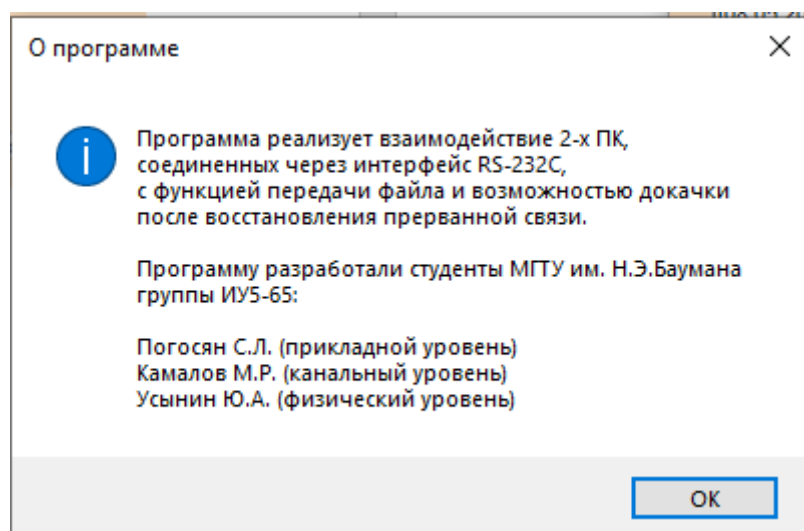 О программе
Программа реализует взаимодействие 2-х ПК,
соединенных через интерфейс RS-232C,
с функцией передачи файла и возможностью докачки
после восстановления прерванной связи.
Программу разработали студенты МГТУ им. Н.Э.Баумана
группы ИУ5-65:
Погосян С.Л. (прикладной уровень)
Камалов М.Р. (канальный уровень)
Усынин Ю.А. (физический уровень)
ОК